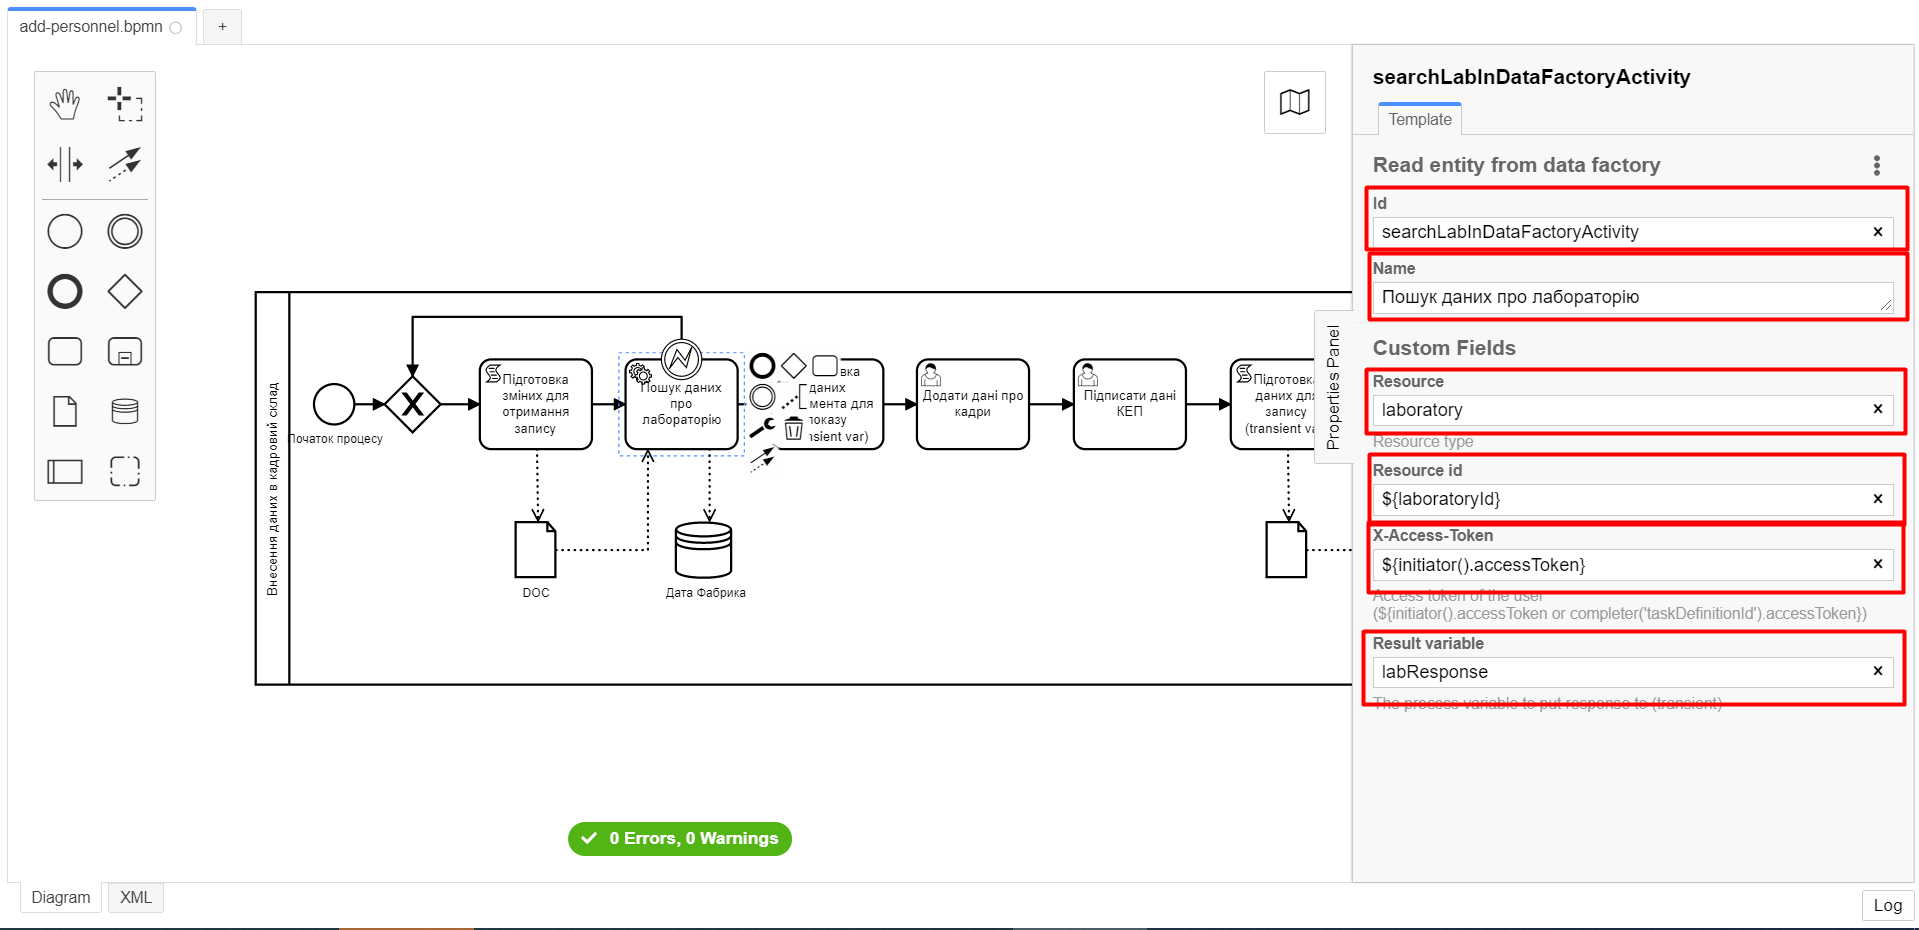 add-personnel.bpmn
+
searchLabInDataFactoryActivity
Template
Read entity from data factory
Id
searchLabInDataFactoryActivity
Name
Пошук даних про лабораторію
Custom Fields
Resource
laboratory
Resource type
Resource id
${laboratoryId}
X-Access-Token
${initiator().accessToken}
Access token of the user
(${initiator().accessToken or completer('taskDefinitionId').accessToken})
Result variable
labResponse
The process variable to put response to (transient)
Properties Panel
Внесення даних в кадровий склад
Початок процесу
Підготовка
зміних для
отримання
запису
Пошук даних
про
лабораторію
вка
даних
мента для
показу
sient var)
Додати дані про
кадри
Підписати дані
КЕП
Підготовка
даних для
запису
(transient va
DOC
Дата Фабрика
0 Errors, 0 Warnings
Diagram
XML
Log